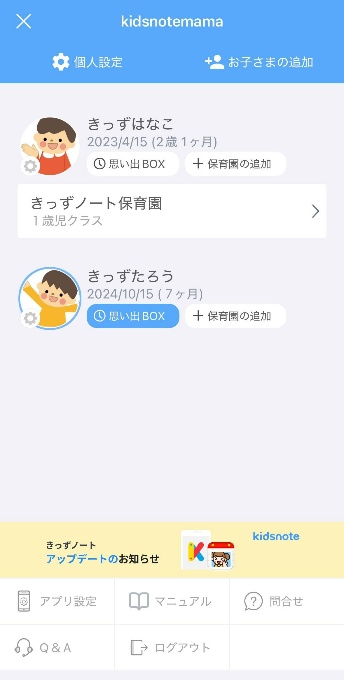 kidsnotemama
個人設定
お子さまの追加
きっずはなこ
2023/4/15 (2歳 1ヶ月)
思い出BOX
保育園の追加
きっずノート保育園
１歳児クラス
きっずたろう
2024/10/15 ( 7ヶ月)
思い出BOX
保育園の追加
きっずノート
アップデートのお知らせ
kidsnote
アプリ設定
マニュアル
問合せ
Q & A
ログアウト